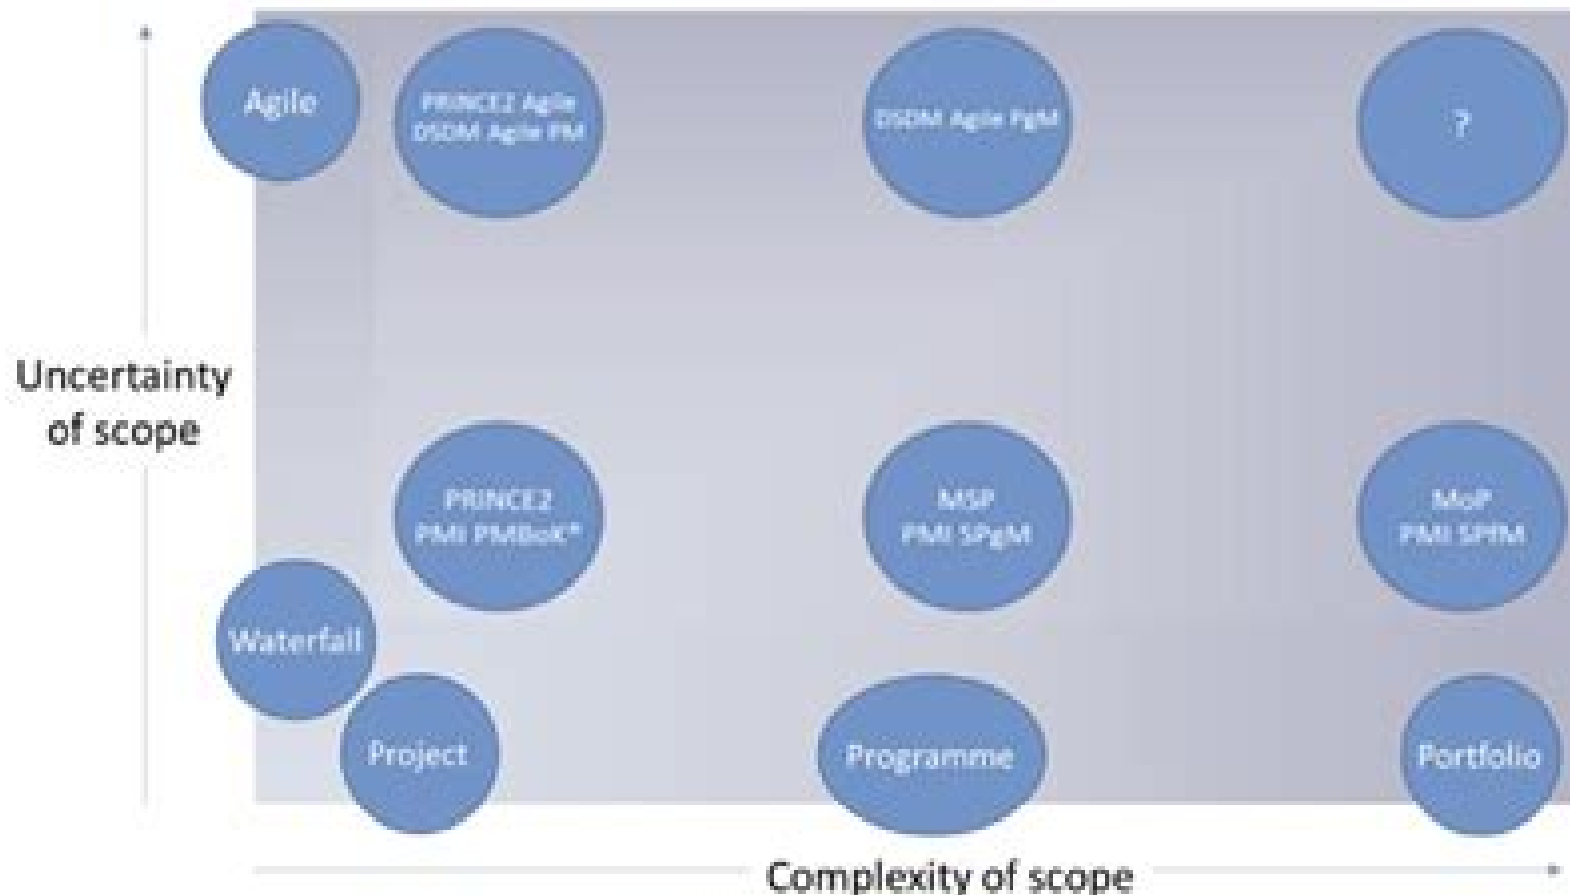 Agile
PRINCE2 Agile
DSDM Agile PM
DSDM Agile PgM
?
Uncertainty
of scope
PRINCE2
PMI PMBoK®
MSP
PMI SPgM
MoP
PMI SPfM
Waterfall
Project
Programme
Portfolio
Complexity of scope